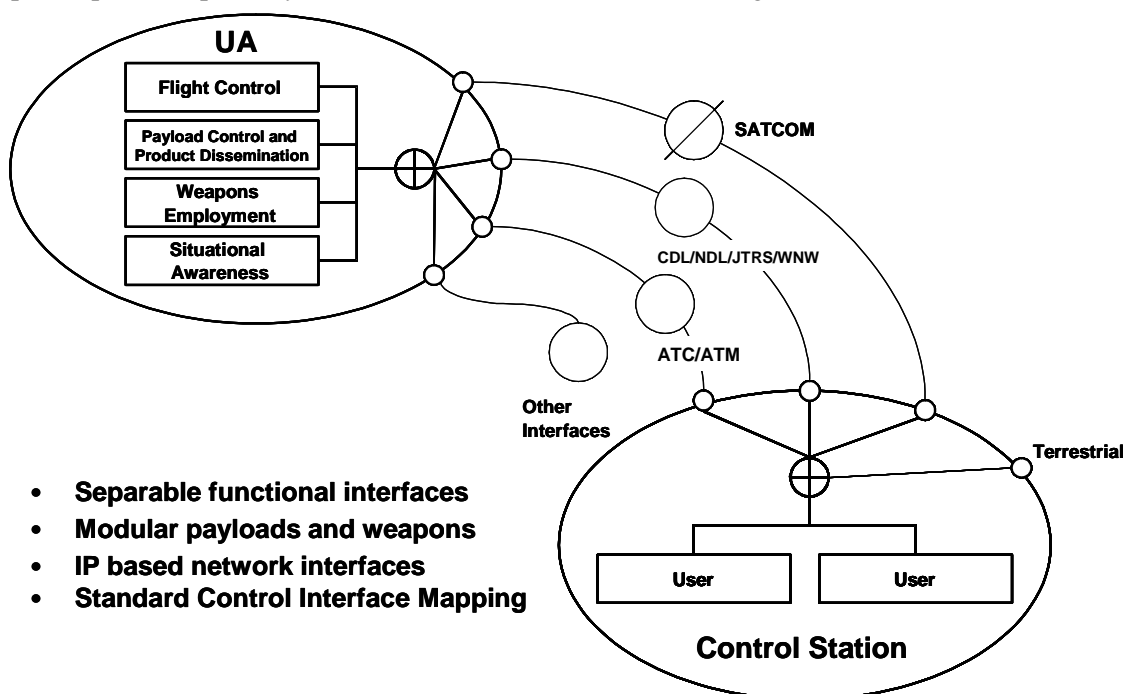 UA
Flight Control
Payload Control and
Product Dissemination
Weapons
Employment
Situational
Awareness
SATCOM
CDL/NDL/JTRS/WNW
ATC/ATM
Other
Interfaces
Terrestrial
• Separable functional interfaces
• Modular payloads and weapons
• IP based network interfaces
• Standard Control Interface Mapping
User
User
Control Station